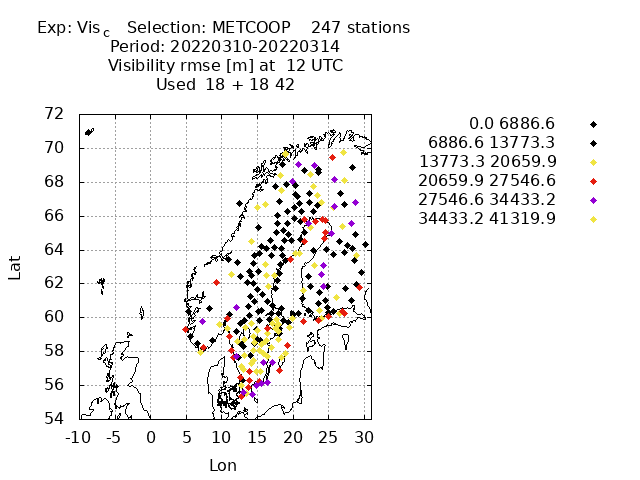 Exp: Vis c Selection: METCOOP 247 stations
Period: 20220310-20220314
Visibility rmse [m] at 12 UTC
Used 18 + 18 42
72
70
68
66
64
62
60
58
56
54
-10 -5 0 5 10 15 20 25 30
Lat
Lon
0.0 6886.6
6886.6 13773.3
13773.3 20659.9
20659.9 27546.6
27546.6 34433.2
34433.2 41319.9